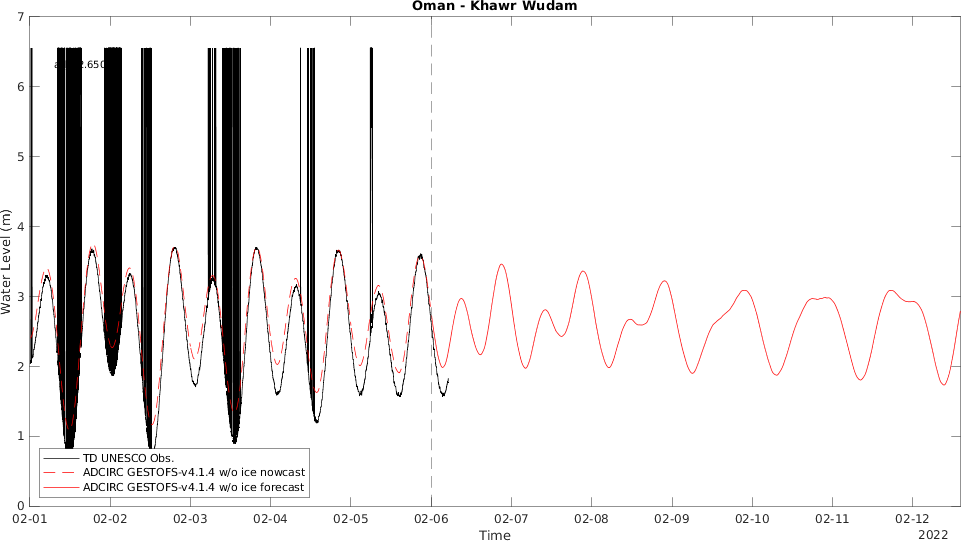 Oman - Khawr Wudam
7
6
5
4
3
2
1
0
Water Level (m)
TD UNESCO Obs.
ADCIRC GESTOFS-v4.1.4 w/o ice nowcast
ADCIRC GESTOFS-v4.1.4 w/o ice forecast
02-01 02-02 02-03 02-04 02-05 02-06 02-07 02-08 02-09 02-10 02-11 02-12
Time
2022